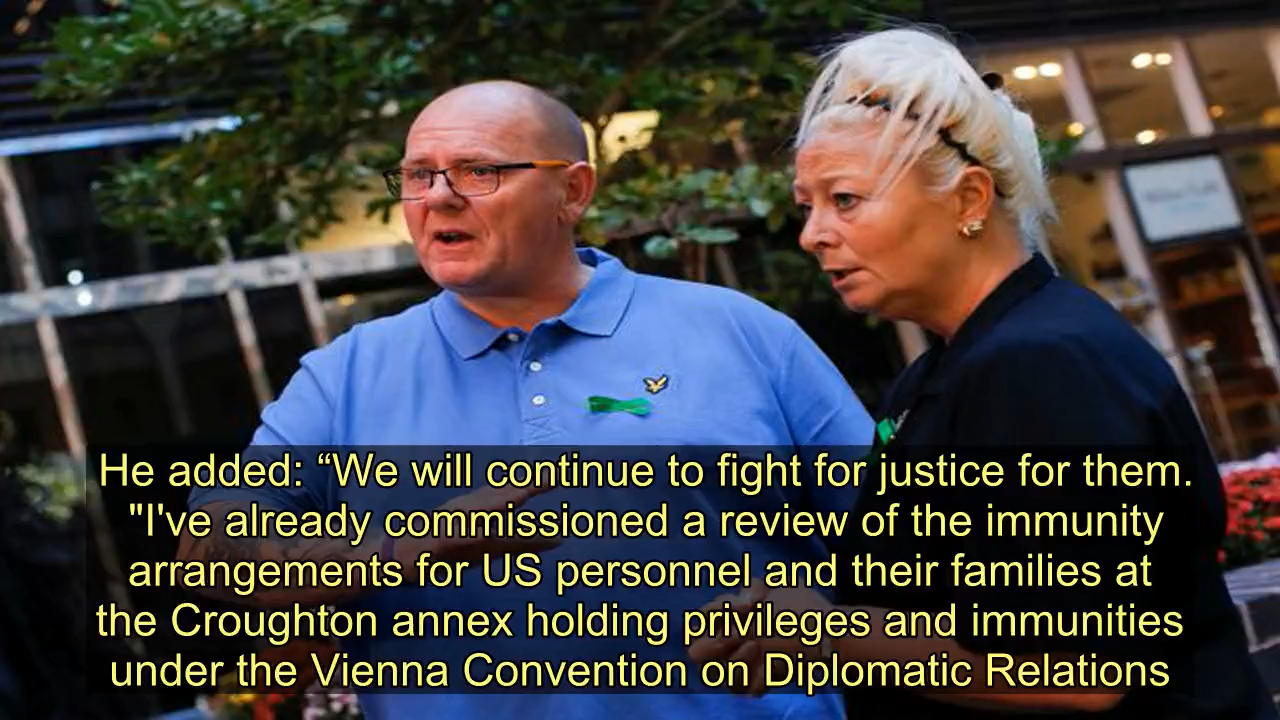 He added: “We will continue to fight for justice for them.
"I've already commissioned a review of the immunity
arrangements for US personnel and their families at
the Croughton annex holding privileges and immunities
under the Vienna Convention on Diplomatic Relations